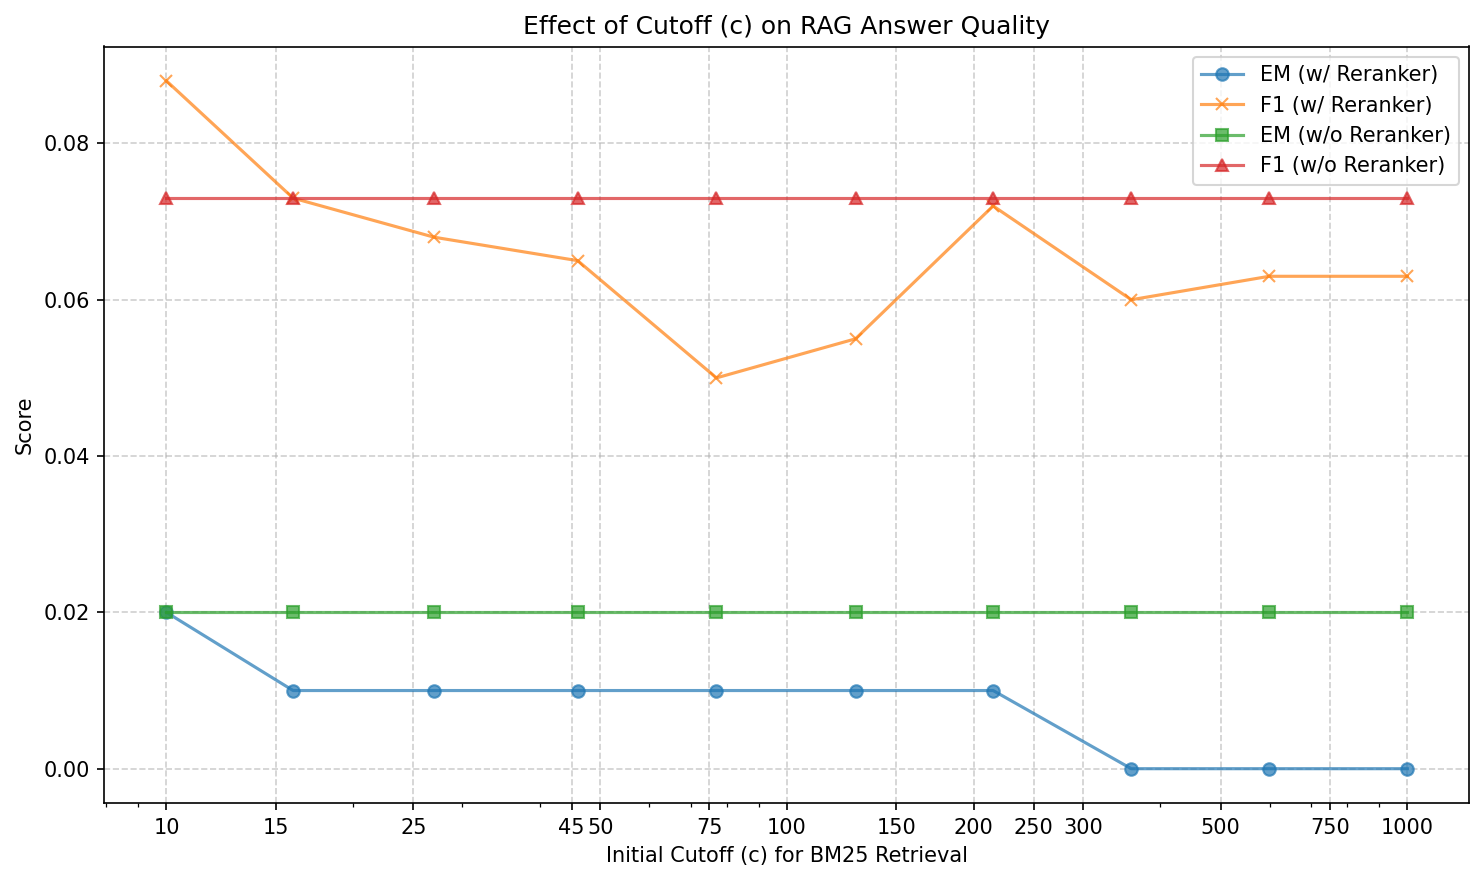 Effect of Cutoff (c) on RAG Answer Quality
EM (w/ Reranker)
F1 (w/ Reranker)
EM (w/o Reranker)
F1 (w/o Reranker)
Score
0.08
0.06
0.04
0.02
0.00
10 15 25 45 50 75 100 150 200 250 300 500 750 1000
Initial Cutoff (c) for BM25 Retrieval